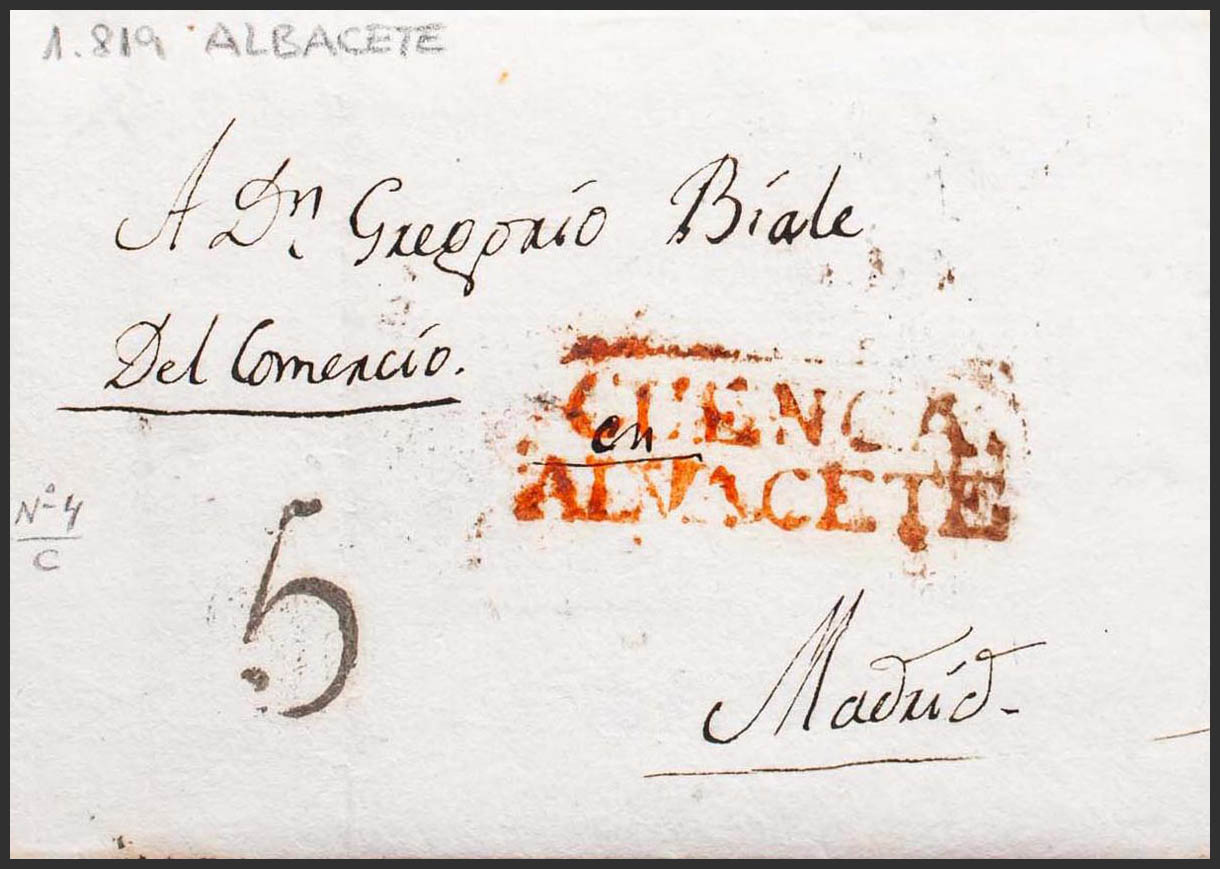 1.819 ALBACETE
A Dn Gregorio Biale
Del Comercio.
CUENCA
en
ALVACETE
Nº 4
C
5
Madrid.